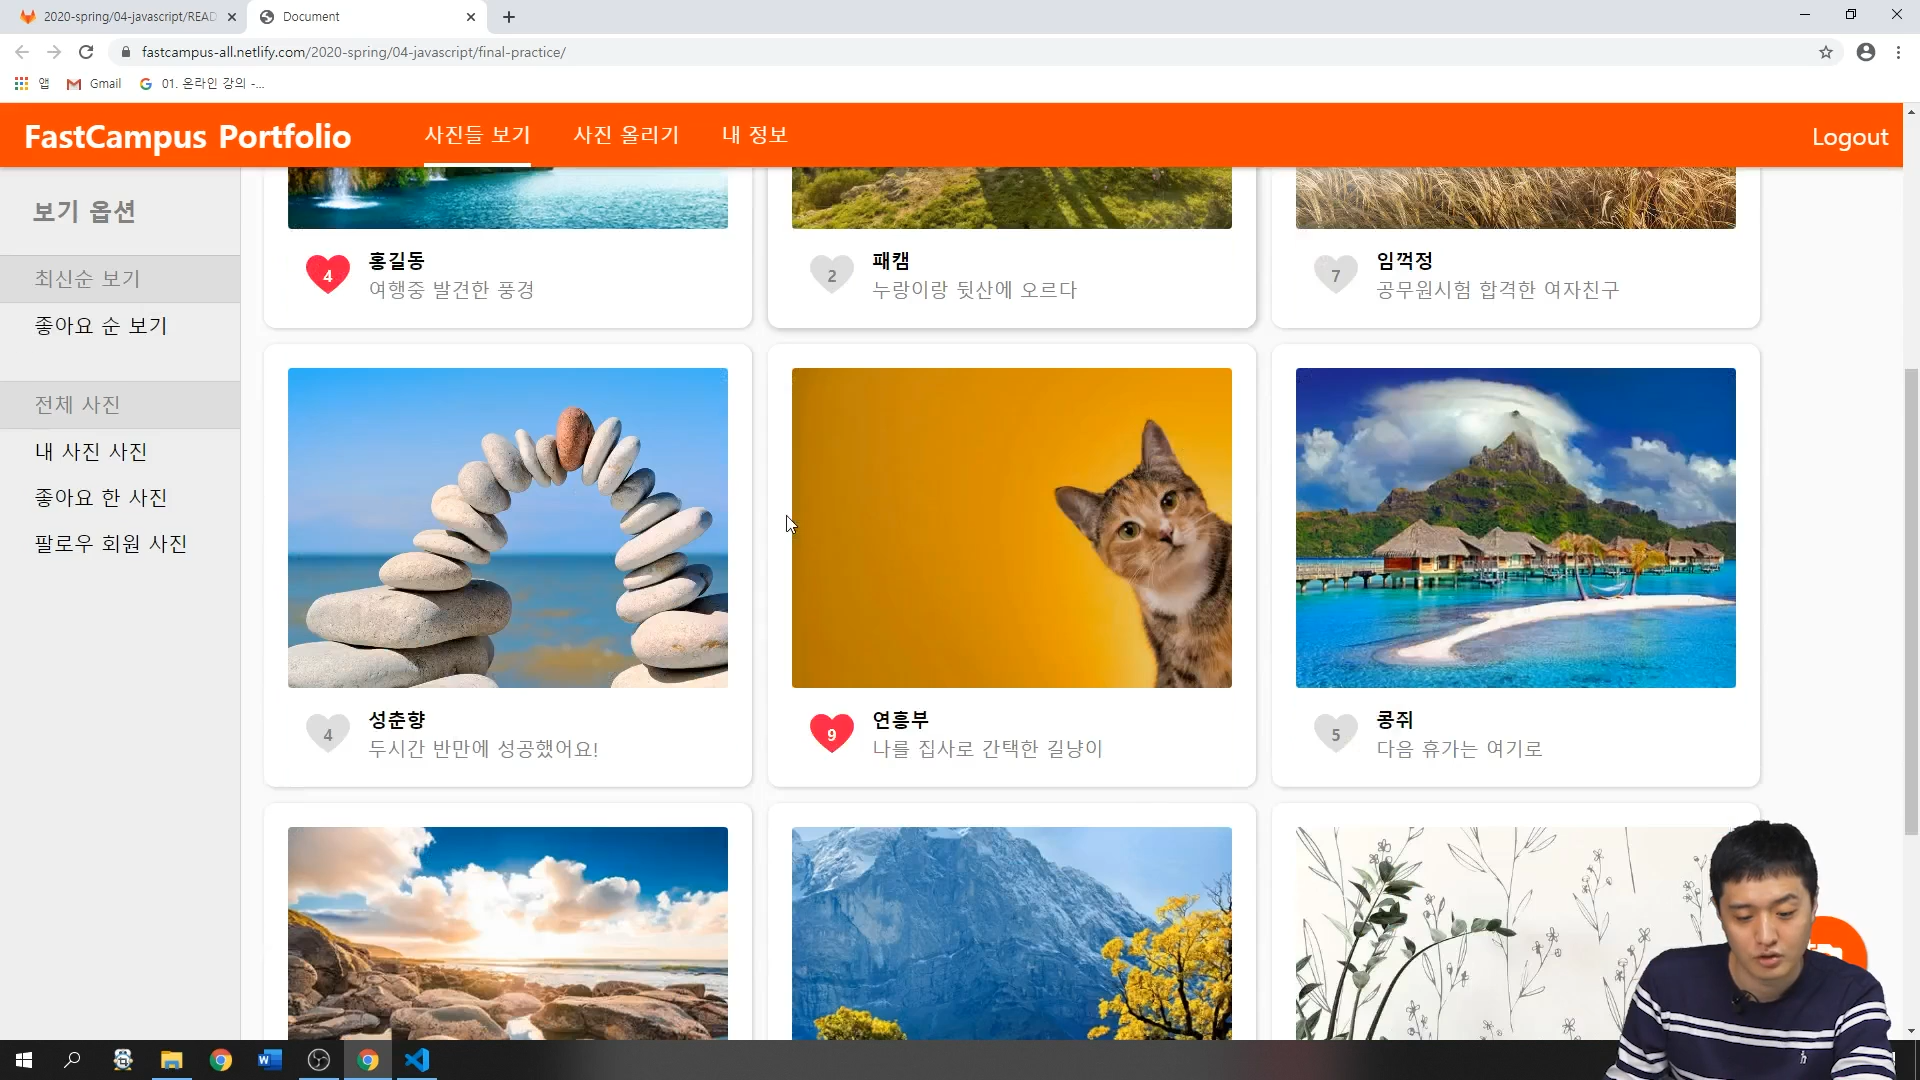 2020-spring/04-javascript/READ
Document
fastcampus-all.netlify.com/2020-spring/04-javascript/final-practice/
앱
Gmail
01. 온라인 강의 -...
FastCampus Portfolio
사진들 보기
사진 올리기
내 정보
Logout
보기 옵션
최신순 보기
좋아요 순 보기
전체 사진
내 사진 사진
좋아요 한 사진
팔로우 회원 사진
4
홍길동
여행중 발견한 풍경
2
패캠
누랑이랑 뒷산에 오르다
7
임꺽정
공무원시험 합격한 여자친구
4
성춘향
두시간 반만에 성공했어요!
9
연흥부
나를 집사로 간택한 길냥이
5
콩쥐
다음 휴가는 여기로